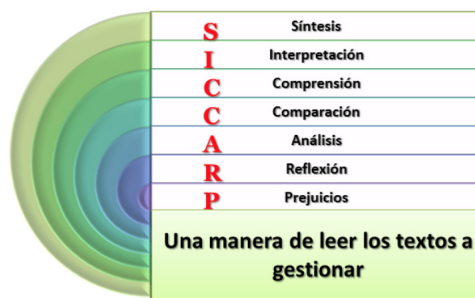 S Síntesis
I Interpretación
C Comprensión
C Comparación
A Análisis
R Reflexión
P Prejuicios
Una manera de leer los textos a
gestionar